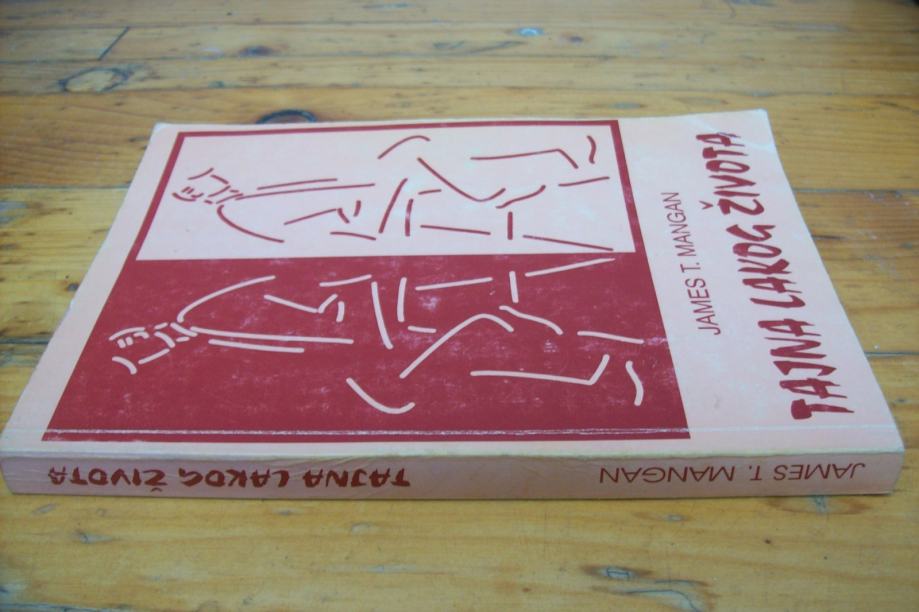 JAMES T. MANGAN
TAJNA LAKOG ŽIVOTA
JAMES T. MANGAN
TAJNA LAKOG ŽIVOTA